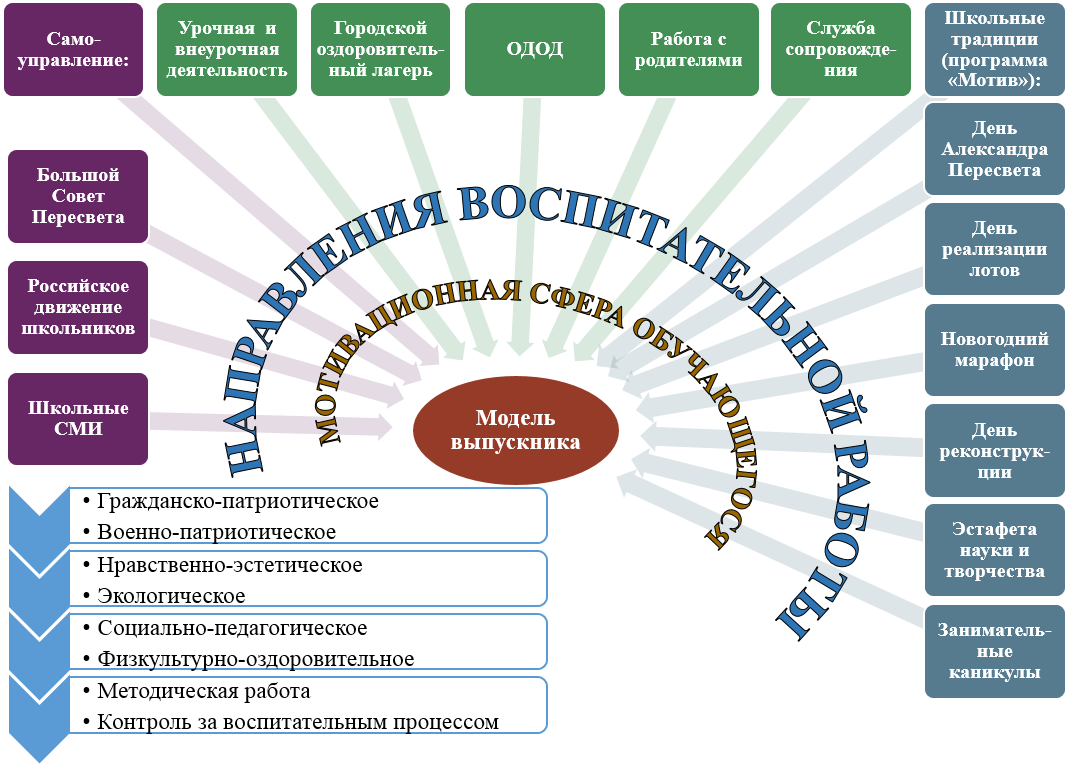 Само-
управление:
Урочная и
внеурочная
деятельность
Городской
оздоровитель-
ный лагерь
ОДОД
Работа с
родителями
Служба
сопровожде-
ния
Школьные
традиции
(программа
«Мотив»):
Большой
Совет
Пересвета
Российское
движение
школьников
Школьные
СМИ
НАПРАВЛЕНИЯ ВОСПИТАТЕЛЬНОЙ РАБОТЫ
МОТИВАЦИОННАЯ СФЕРА ОБУЧАЮЩЕГОСЯ
Модель
выпускника
День
Александра
Пересвета
День
реализации
лотов
Новогодний
марафон
День
реконструк-
ции
Эстафета
науки и
творчества
Заниматель-
ные
каникулы
• Гражданско-патриотическое
• Военно-патриотическое
• Нравственно-эстетическое
• Экологическое
• Социально-педагогическое
• Физкультурно-оздоровительное
• Методическая работа
• Контроль за воспитательным процессом